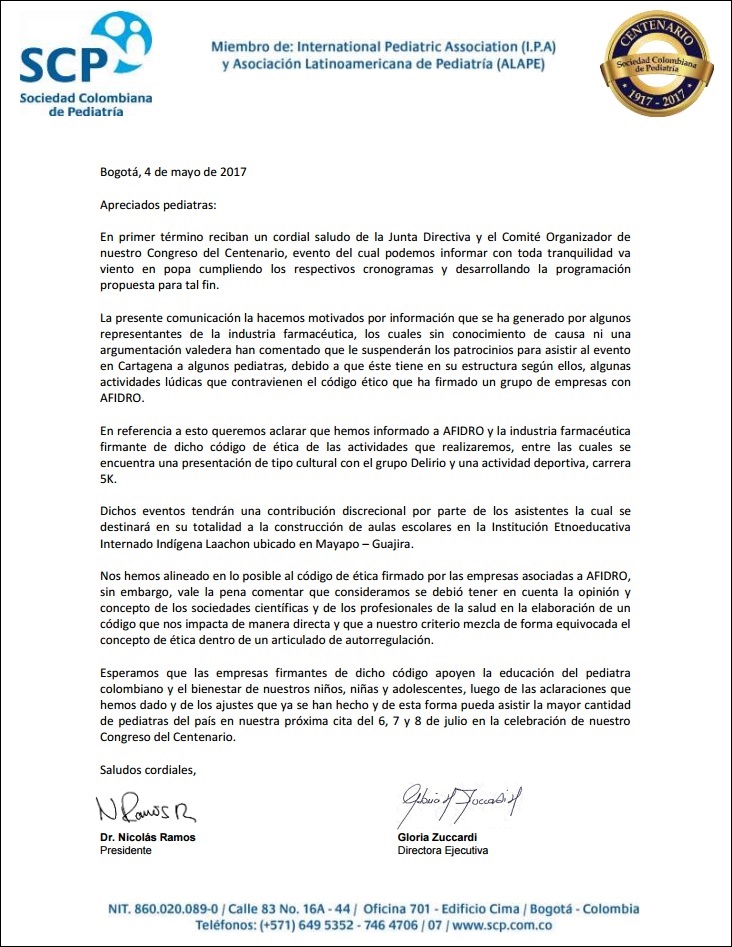 SCP
Sociedad Colombiana
de Pediatría
Miembro de: International Pediatric Association (I.P.A)
y Asociación Latinoamericana de Pediatría (ALAPE)
CENTENARIO
Sociedad Colombiana
de Pediatría
1917 - 2017
Bogotá, 4 de mayo de 2017
Apreciados pediatras:
En primer término reciban un cordial saludo de la Junta Directiva y el Comité Organizador de
nuestro Congreso del Centenario, evento del cual podemos informar con toda tranquilidad va
viento en popa cumpliendo los respectivos cronogramas y desarrollando la programación
propuesta para tal fin.
La presente comunicación la hacemos motivados por información que se ha generado por algunos
representantes de la industria farmacéutica, los cuales sin conocimiento de causa ni una
argumentación valedera han comentado que le suspenderán los patrocinios para asistir al evento
en Cartagena a algunos pediatras, debido a que éste tiene en su estructura según ellos, algunas
actividades lúdicas que contravienen el código ético que ha firmado un grupo de empresas con
AFIDRO.
En referencia a esto queremos aclarar que hemos informado a AFIDRO y la industria farmacéutica
firmante de dicho código de ética de las actividades que realizaremos, entre las cuales se
encuentra una presentación de tipo cultural con el grupo Delirio y una actividad deportiva, carrera
5K.
Dichos eventos tendrán una contribución discrecional por parte de los asistentes la cual se
destinará en su totalidad a la construcción de aulas escolares en la Institución Etnoeducativa
Internado Indígena Laachon ubicado en Mayapo – Guajira.
Nos hemos alineado en lo posible al código de ética firmado por las empresas asociadas a AFIDRO,
sin embargo, vale la pena comentar que consideramos se debió tener en cuenta la opinión y
concepto de los sociedades científicas y de los profesionales de la salud en la elaboración de un
código que nos impacta de manera directa y que a nuestro criterio mezcla de forma equivocada el
concepto de ética dentro de un articulado de autorregulación.
Esperamos que las empresas firmantes de dicho código apoyen la educación del pediatra
colombiano y el bienestar de nuestros niños, niñas y adolescentes, luego de las aclaraciones que
hemos dado y de los ajustes que ya se han hecho y de esta forma pueda asistir la mayor cantidad
de pediatras del país en nuestra próxima cita del 6, 7 y 8 de julio en la celebración de nuestro
Congreso del Centenario.
Saludos cordiales,
N Ramos R
Gloria Zuccardi
Dr. Nicolás Ramos
Presidente
Gloria Zuccardi
Directora Ejecutiva
NIT. 860.020.089-0 / Calle 83 No. 16A - 44 / Oficina 701 - Edificio Cima / Bogotá - Colombia
Teléfonos: (+571) 649 5352 - 746 4706 / 07 / www.scp.com.co